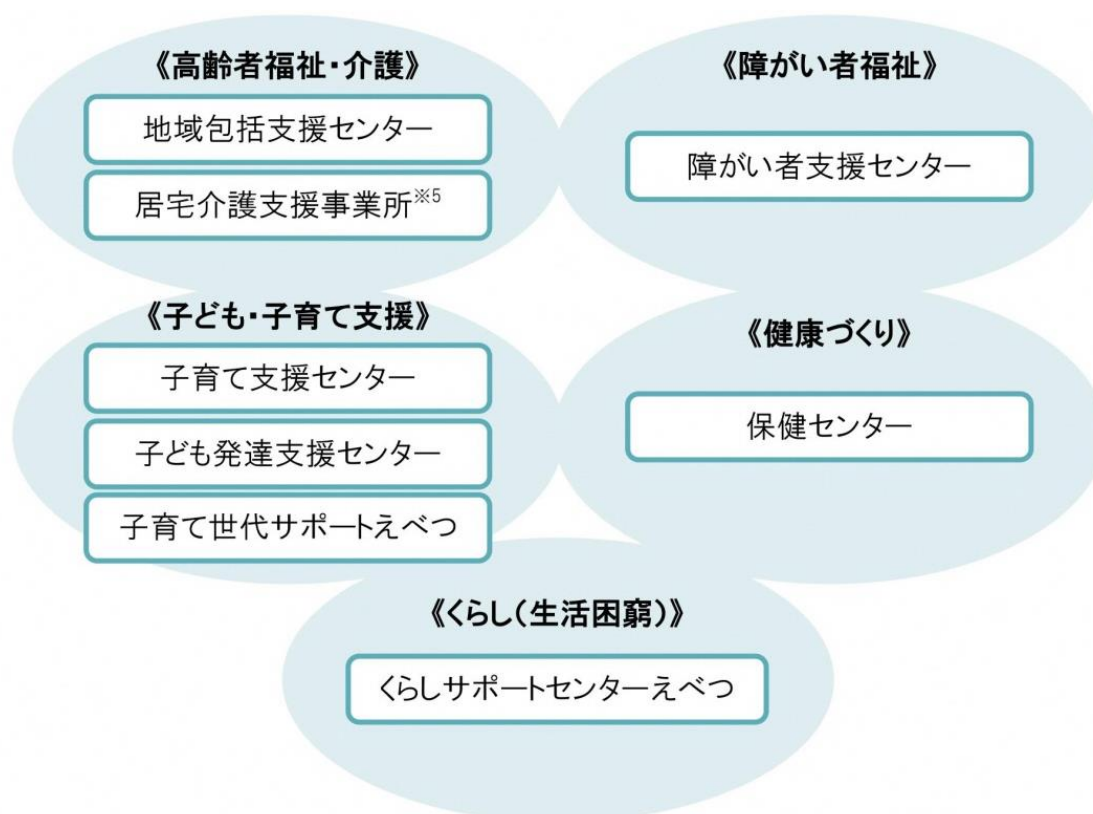 《高齢者福祉・介護》
地域包括支援センター
居宅介護支援事業所※5
《障がい者福祉》
障がい者支援センター
《子ども・子育て支援》
子育て支援センター
子ども発達支援センター
子育て世代サポートえべつ
《健康づくり》
保健センター
《くらし(生活困窮)》
くらしサポートセンターえべつ